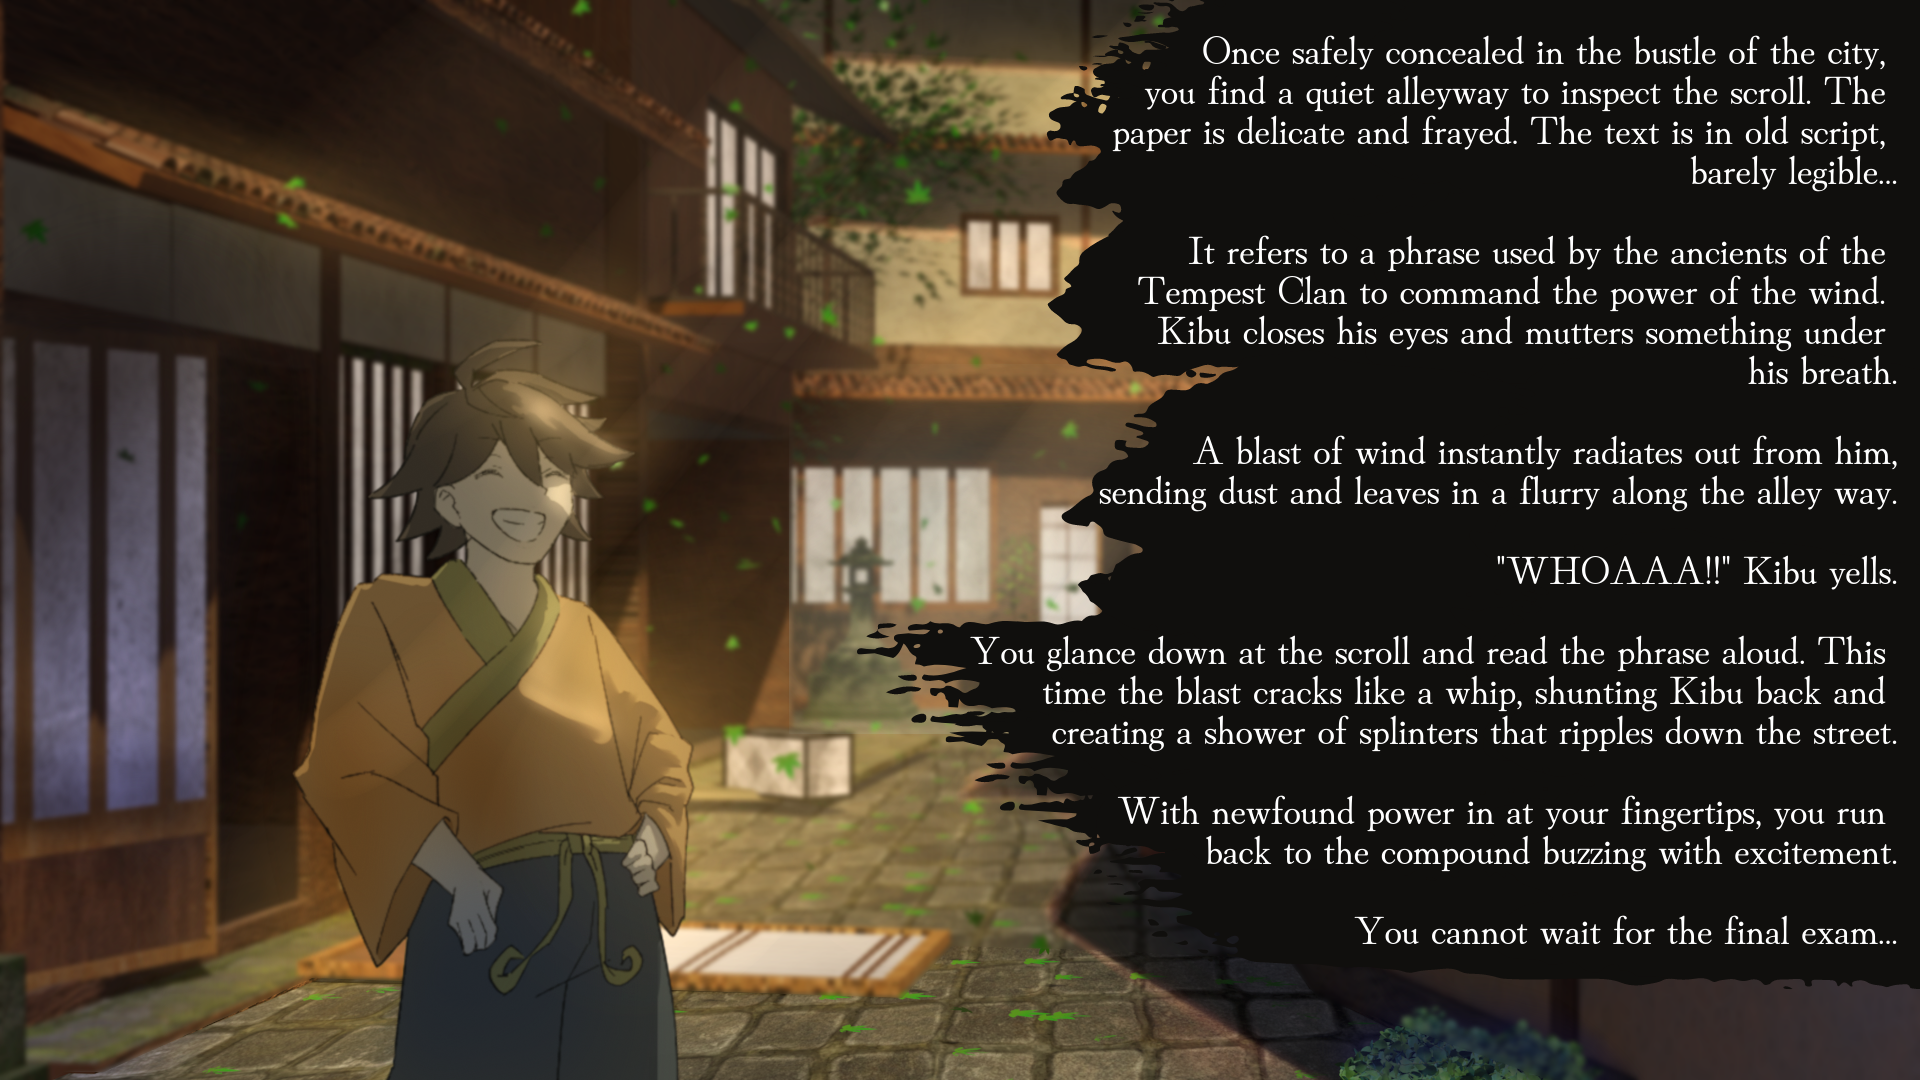 Once safely concealed in the bustle of the city,
you find a quiet alleyway to inspect the scroll. The
paper is delicate and frayed. The text is in old script,
barely legible...
It refers to a phrase used by the ancients of the
Tempest Clan to command the power of the wind.
Kibu closes his eyes and mutters something under
his breath.
A blast of wind instantly radiates out from him,
sending dust and leaves in a flurry along the alley way.
"WHOAAA!!" Kibu yells.
You glance down at the scroll and read the phrase aloud. This
time the blast cracks like a whip, shunting Kibu back and
creating a shower of splinters that ripples down the street.
With newfound power in at your fingertips, you run
back to the compound buzzing with excitement.
You cannot wait for the final exam...